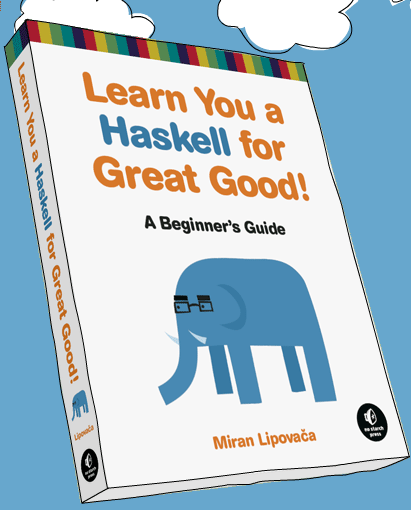 Learn You a
Haskell for
Great Good!
A Beginner's Guide
Miran Lipovača
no starch
press
Learn You a Haskell for Great Good!
Lipovača